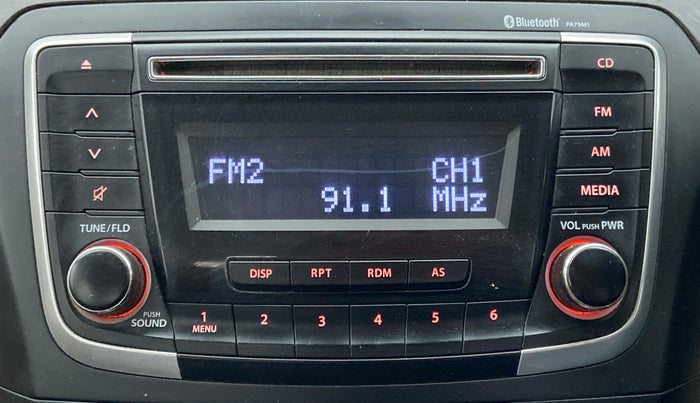 Bluetooth® PA75M1
CD
FM
AM
MEDIA
FM2 CH1
91.1 MHz
TUNE/FLD
VOL PUSH PWR
DISP RPT RDM AS
PUSH SOUND
1 MENU 2 3 4 5 6